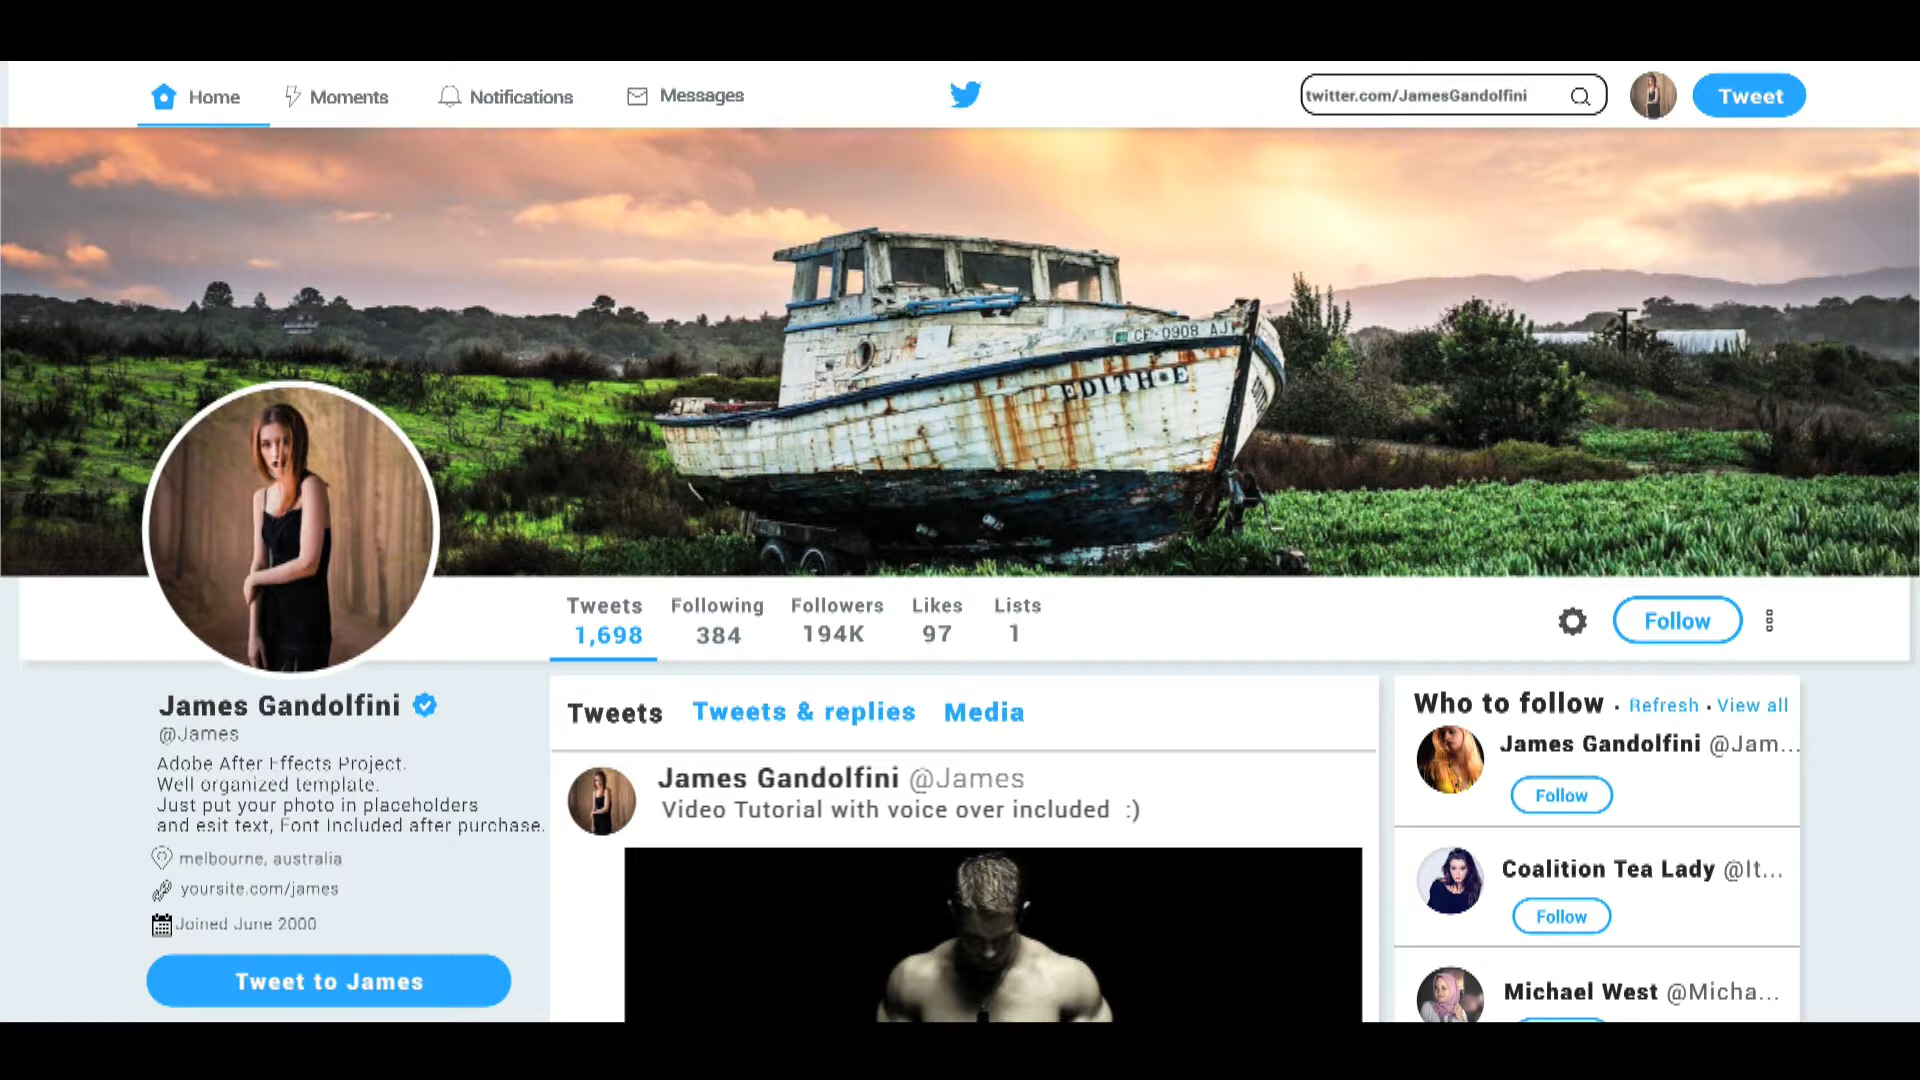 Home
Moments
Notifications
Messages
twitter.com/JamesGandolfini
Tweet
CF-0908 AJ
EDITH E
Tweets Following Followers Likes Lists
1,698 384 194K 97 1
Follow
James Gandolfini
@James
Adobe After Effects Project.
Well organized template.
Just put your photo in placeholders
and esit text, Font Included after purchase.
melbourne, australia
yoursite.com/james
Joined June 2000
Tweet to James
Tweets Tweets & replies Media
James Gandolfini @James
Video Tutorial with voice over included :)
Who to follow · Refresh · View all
James Gandolfini @Jam...
Follow
Coalition Tea Lady @It...
Follow
Michael West @Micha...